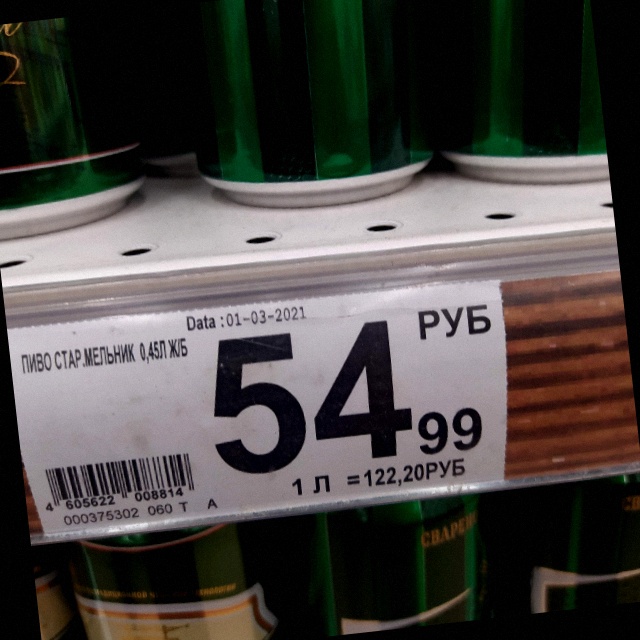 Data :01-03-2021
ПИВО СТАР.МЕЛЬНИК 0,45Л Ж/Б
54 99 РУБ
1 Л =122,20РУБ
4 605622 008814
000375302 060 Т А